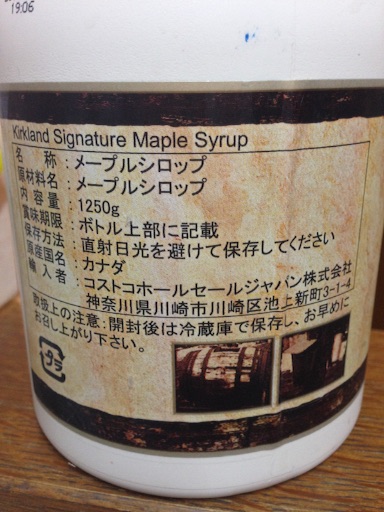 19:06
Kirkland Signature Maple Syrup
名 称：メープルシロップ
原材料名：メープルシロップ
内 容 量：1250g
賞味期限：ボトル上部に記載
保存方法：直射日光を避けて保存してください
原産国名：カナダ
輸 入 者：コストコホールセールジャパン株式会社
神奈川県川崎市川崎区池上新町3-1-4
取扱上の注意：開封後は冷蔵庫で保存し、お早めに
お召し上がり下さい。
プラ